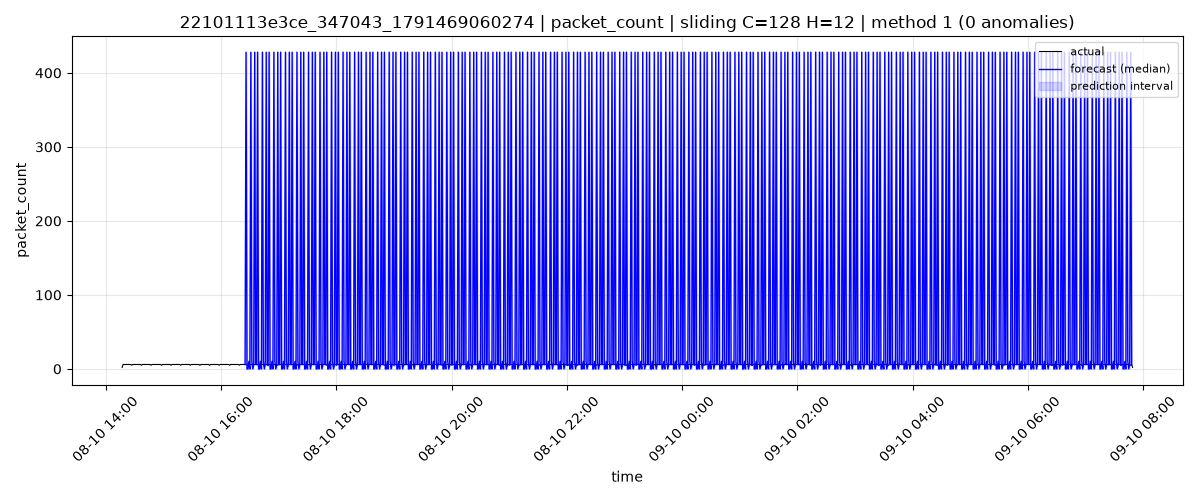 22101113e3ce_347043_1791469060274 | packet_count | sliding C=128 H=12 | method 1 (0 anomalies)
actual
forecast (median)
prediction interval
packet_count
400
300
200
100
0
08-10 14:00
08-10 16:00
08-10 18:00
08-10 20:00
08-10 22:00
09-10 00:00
09-10 02:00
09-10 04:00
09-10 06:00
09-10 08:00
time